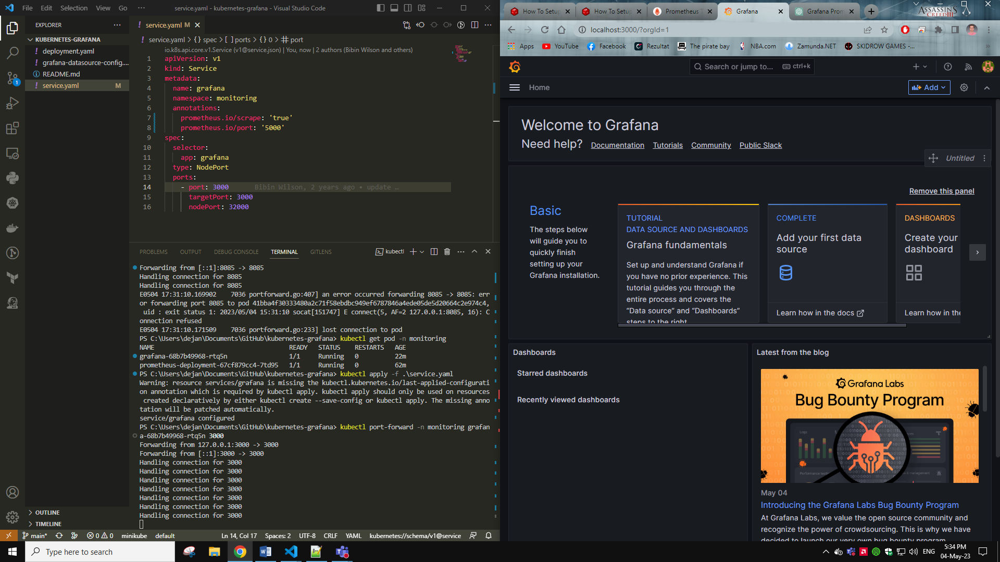 File Edit Selection View Go ··· service.yaml - kubernetes-grafana - Visual Studio Code
EXPLORER
KUBERNETES-GRAFANA
! deployment.yaml
! grafana-datasource-config....
README.md
! service.yaml M
OUTLINE
TIMELINE
1
! service.yaml M
! service.yaml > {} spec > [ ] ports > {} 0 > port
io.k8s.api.core.v1.Service (v1@service.json) | You, now | 2 authors (Bibin Wilson and others)
1 apiVersion: v1
2 kind: Service
3 metadata:
4 name: grafana
5 namespace: monitoring
6 annotations:
7 prometheus.io/scrape: 'true'
8 prometheus.io/port: '5000'
9 spec:
10 selector:
11 app: grafana
12 type: NodePort
13 ports:
14 - port: 3000 Bibin Wilson, 2 years ago • update …
15 targetPort: 3000
16 nodePort: 32000
PROBLEMS OUTPUT DEBUG CONSOLE TERMINAL GITLENS kubectl
Forwarding from [::1]:8085 -> 8085
Handling connection for 8085
Handling connection for 8085
E0504 17:31:10.169902 7036 portforward.go:407] an error occurred forwarding 8085 -> 8085: err
or forwarding port 8085 to pod 41bba4f30333480a2c71f58ebdbc949ef6787846a4ede05de5d20664c2e974c4,
uid : exit status 1: 2023/05/04 15:31:10 socat[151747] E connect(5, AF=2 127.0.0.1:8085, 16): C
onnection refused
E0504 17:31:10.171509 7036 portforward.go:233] lost connection to pod
PS C:\Users\dejan\Documents\GitHub\kubernetes-grafana> kubectl get pod -n monitoring
NAME READY STATUS RESTARTS AGE
grafana-68b7b49968-rtq5n 1/1 Running 0 22m
prometheus-deployment-67cf879cc4-7td95 1/1 Running 0 62m
PS C:\Users\dejan\Documents\GitHub\kubernetes-grafana> kubectl apply -f .\service.yaml
Warning: resource services/grafana is missing the kubectl.kubernetes.io/last-applied-configurati
on annotation which is required by kubectl apply. kubectl apply should only be used on resources
created declaratively by either kubectl create --save-config or kubectl apply. The missing anno
tation will be patched automatically.
service/grafana configured
PS C:\Users\dejan\Documents\GitHub\kubernetes-grafana> kubectl port-forward -n monitoring grafan
a-68b7b49968-rtq5n 3000
Forwarding from 127.0.0.1:3000 -> 3000
Forwarding from [::1]:3000 -> 3000
Handling connection for 3000
Handling connection for 3000
Handling connection for 3000
Handling connection for 3000
Handling connection for 3000
Handling connection for 3000
Handling connection for 3000
main* 0 0 minikube default Ln 14, Col 17 Spaces: 2 UTF-8 CRLF YAML kubernetes://schema/v1@service
How To Setup How To Setup Prometheus T Grafana Grafana Prom
ASSASSINS CREED III
localhost:3000/?orgId=1
Apps YouTube Facebook Rezultat The pirate bay NBA.com Zamunda.NET SKIDROW GAMES -... »
Search or jump to... ctrl+k
Home Add
Welcome to Grafana
Need help? Documentation Tutorials Community Public Slack
Untitled
Remove this panel
Basic
The steps below
will guide you to
quickly finish
setting up your
Grafana installation.
TUTORIAL
DATA SOURCE AND DASHBOARDS
Grafana fundamentals
Set up and understand Grafana if
you have no prior experience. This
tutorial guides you through the
entire process and covers the
“Data source” and “Dashboards”
steps to the right.
COMPLETE
Add your first data
source
Learn how in the docs
DASHBOARDS
Create your
dashboard
Learn how in the
Dashboards
Starred dashboards
Recently viewed dashboards
Latest from the blog
Grafana Labs
Bug Bounty Program
Logs
Performance testing
& management
May 04
Introducing the Grafana Labs Bug Bounty Program
At Grafana Labs, we value the open source community and
recognize the power of crowdsourcing. This is why we have
decided to launch our very own bug bounty program
Type here to search
ENG
5:34 PM
04-May-23